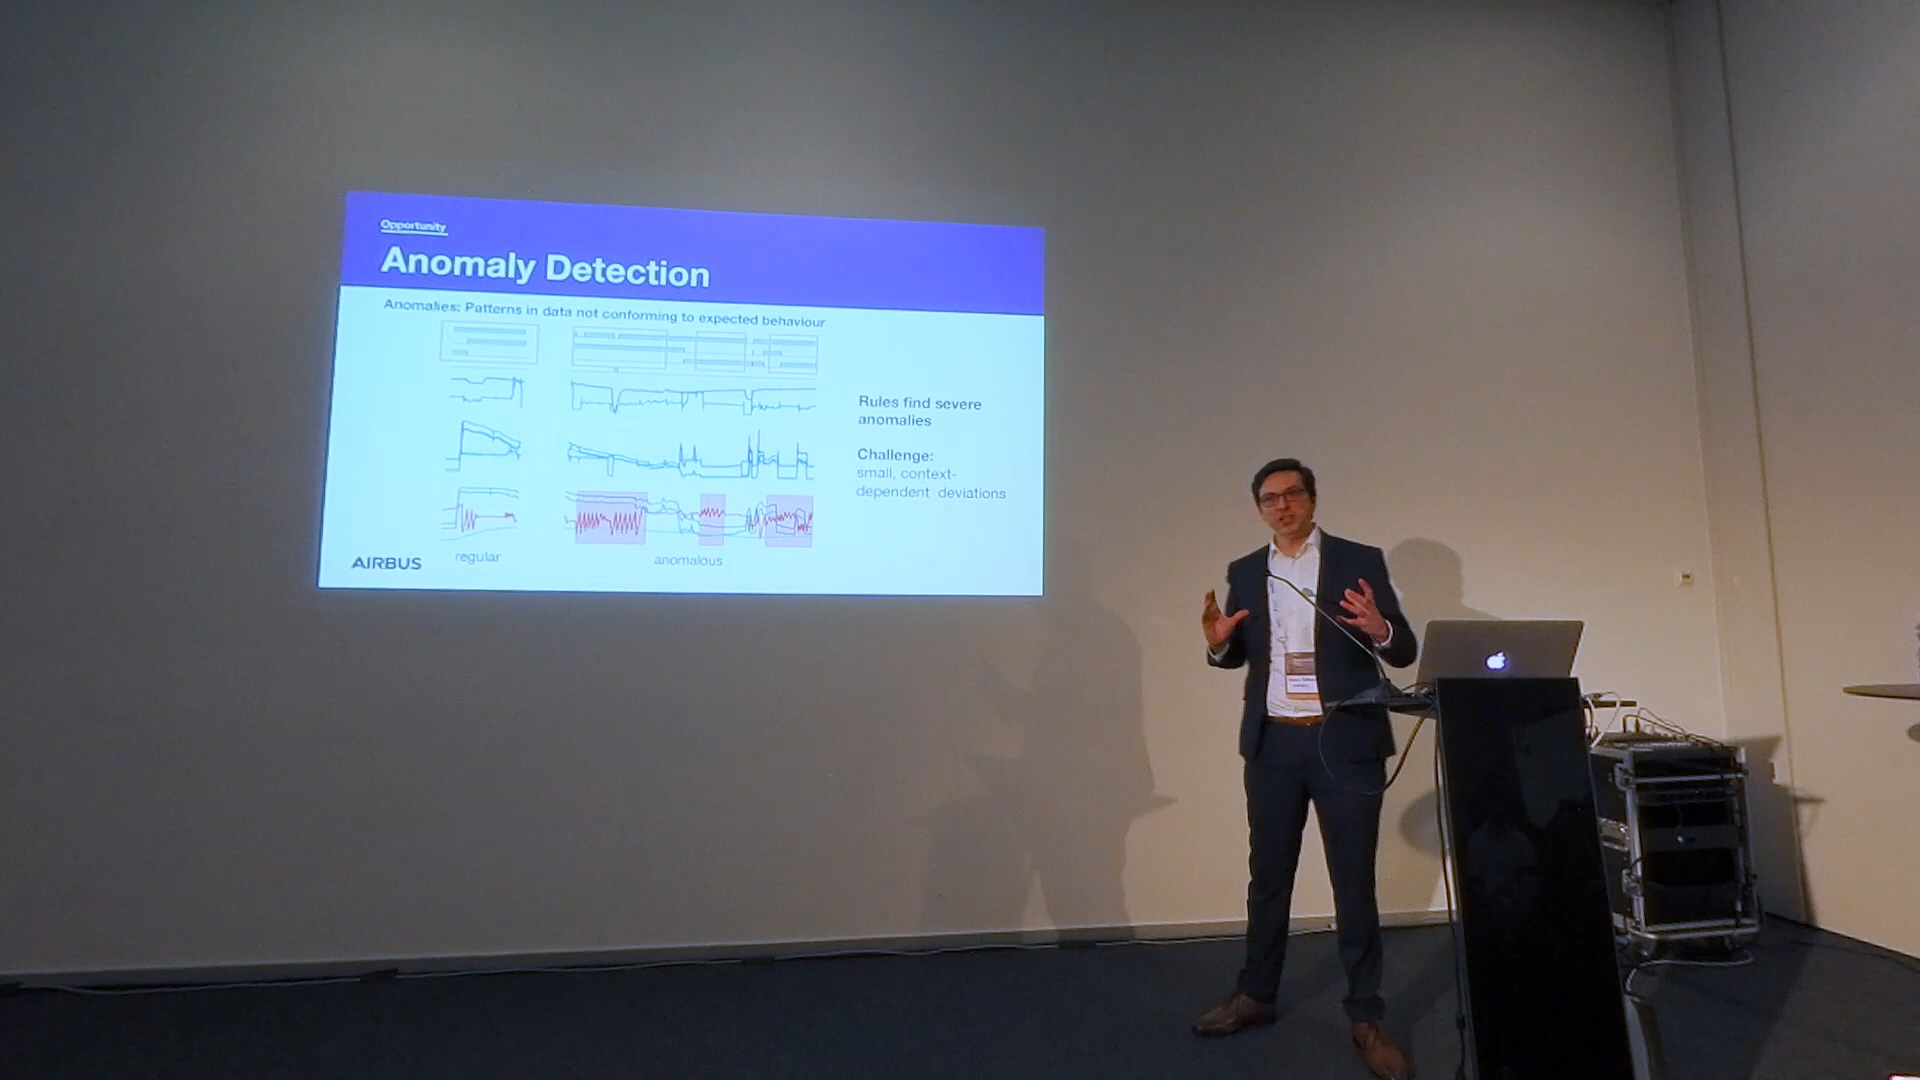 Opportunity
Anomaly Detection
Anomalies: Patterns in data not conforming to expected behaviour
Rules find severe
anomalies
Challenge:
small, context-
dependent deviations
regular
anomalous
AIRBUS